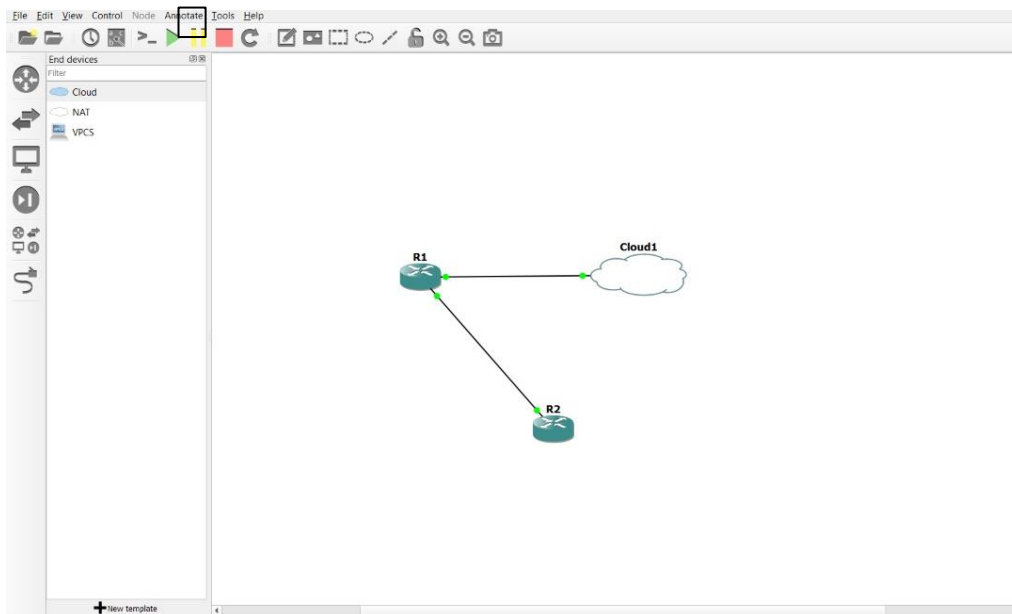 File Edit View Control Node Annotate Tools Help
>_
End devices
Filter
Cloud
NAT
VPCS
R1
Cloud1
R2
New template